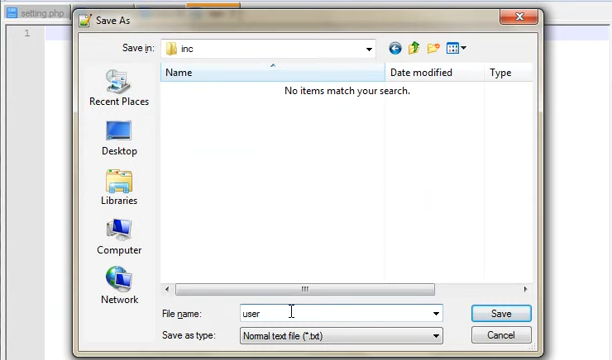 setting.php
1
Save As
Save in:
inc
Name
Date modified
Type
No items match your search.
Recent Places
Desktop
Libraries
Computer
Network
File name:
user
Save
Save as type:
Normal text file (*.txt)
Cancel